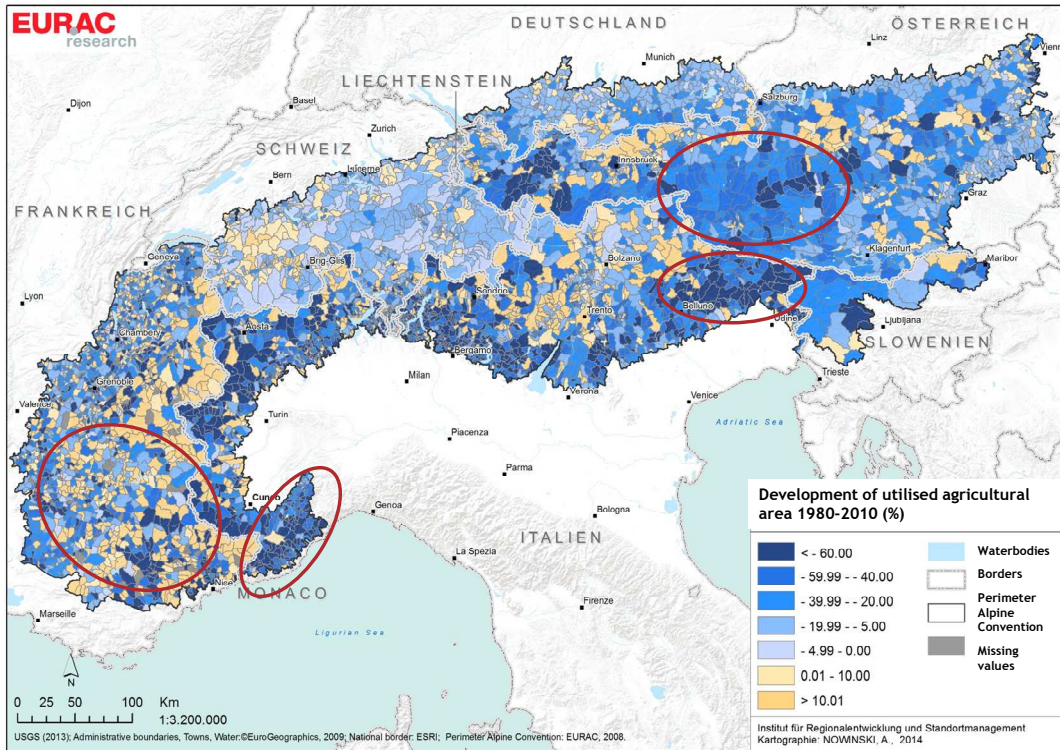 EURAC
research
DEUTSCHLAND
ÖSTERREICH
Linz
Munich
LIECHTENSTEIN
Dijon
Basel
Salzburg
Zurich
SCHWEIZ
Innsbruck
Lucerne
Bern
Graz
FRANKREICH
Klagenfurt
Geneva
Brig-Glis
Bolzano
Maribor
Sondrio
Belluno
Lyon
Trento
Aosta
Udine
Ljubljana
Chambery
SLOWENIEN
Bergamo
Trieste
Milan
Grenoble
Verona
Venice
Valence
Turin
Adriatic Sea
Piacenza
Parma
Cuneo
Genoa
Bologna
ITALIEN
La Spezia
Nice
MONACO
Firenze
Marseille
Ligurian Sea
Development of utilised agricultural
area 1980-2010 (%)
< - 60.00
- 59.99 - - 40.00
- 39.99 - - 20.00
- 19.99 - - 5.00
- 4.99 - 0.00
0.01 - 10.00
> 10.01
Waterbodies
Borders
Perimeter
Alpine
Convention
Missing
values
N
0 25 50 100 Km
1:3.200.000
USGS (2013); Administrative boundaries, Towns, Water:©EuroGeographics, 2009; National border: ESRI; Perimeter Alpine Convention: EURAC, 2008.
Institut für Regionalentwicklung und Standortmanagement
Kartographie: NOWINSKI, A., 2014